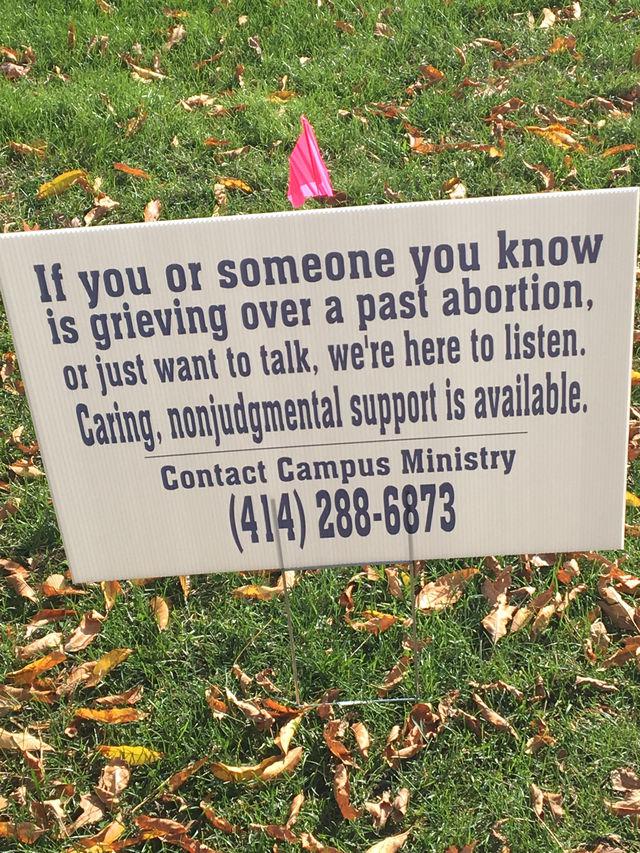 If you or someone you know
is grieving over a past abortion,
or just want to talk, we're here to listen.
Caring, nonjudgmental support is available.
Contact Campus Ministry
(414) 288-6873